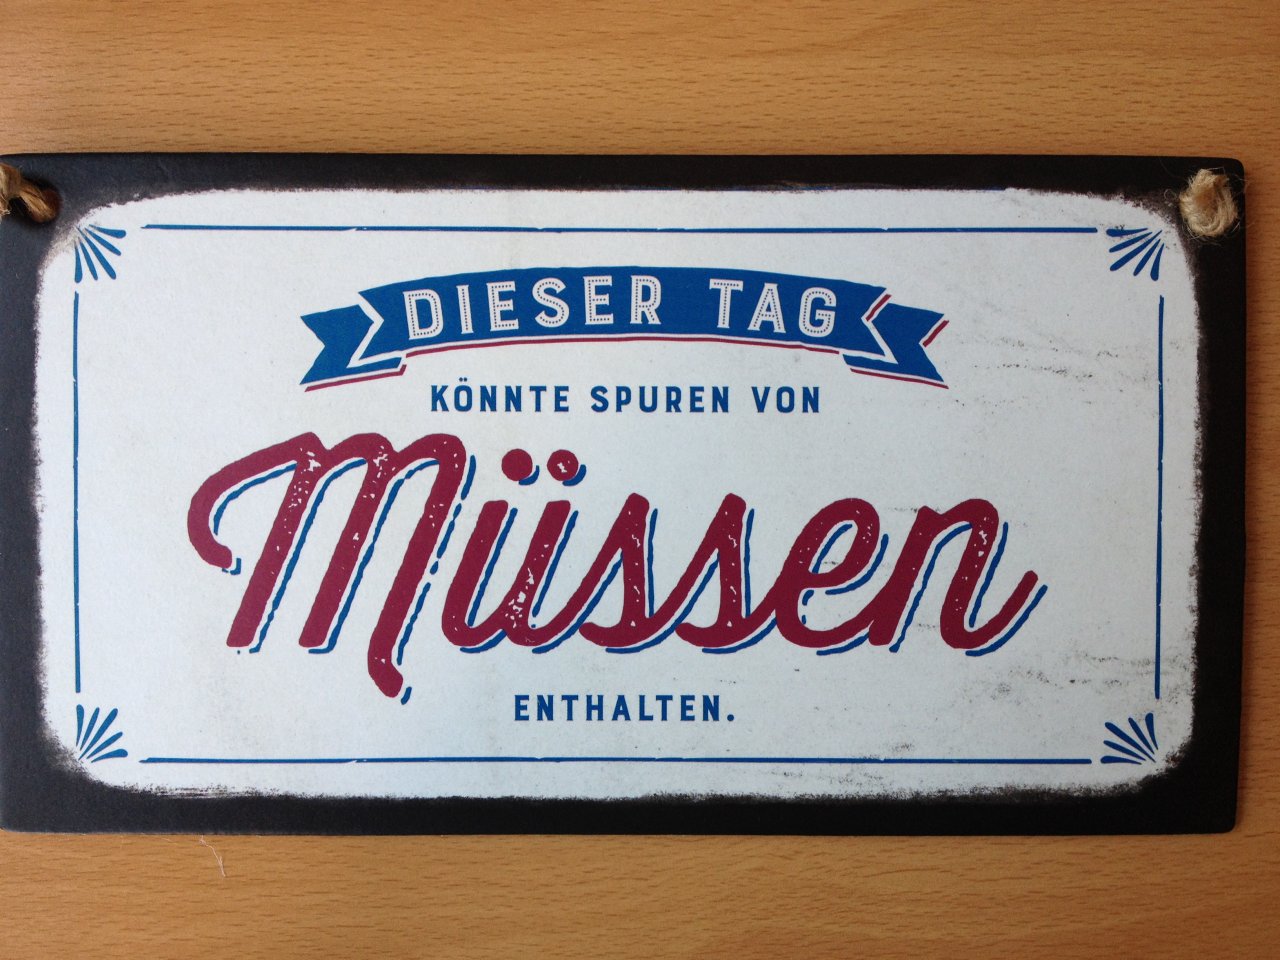 DIESER TAG
KÖNNTE SPUREN VON
Müssen
ENTHALTEN.